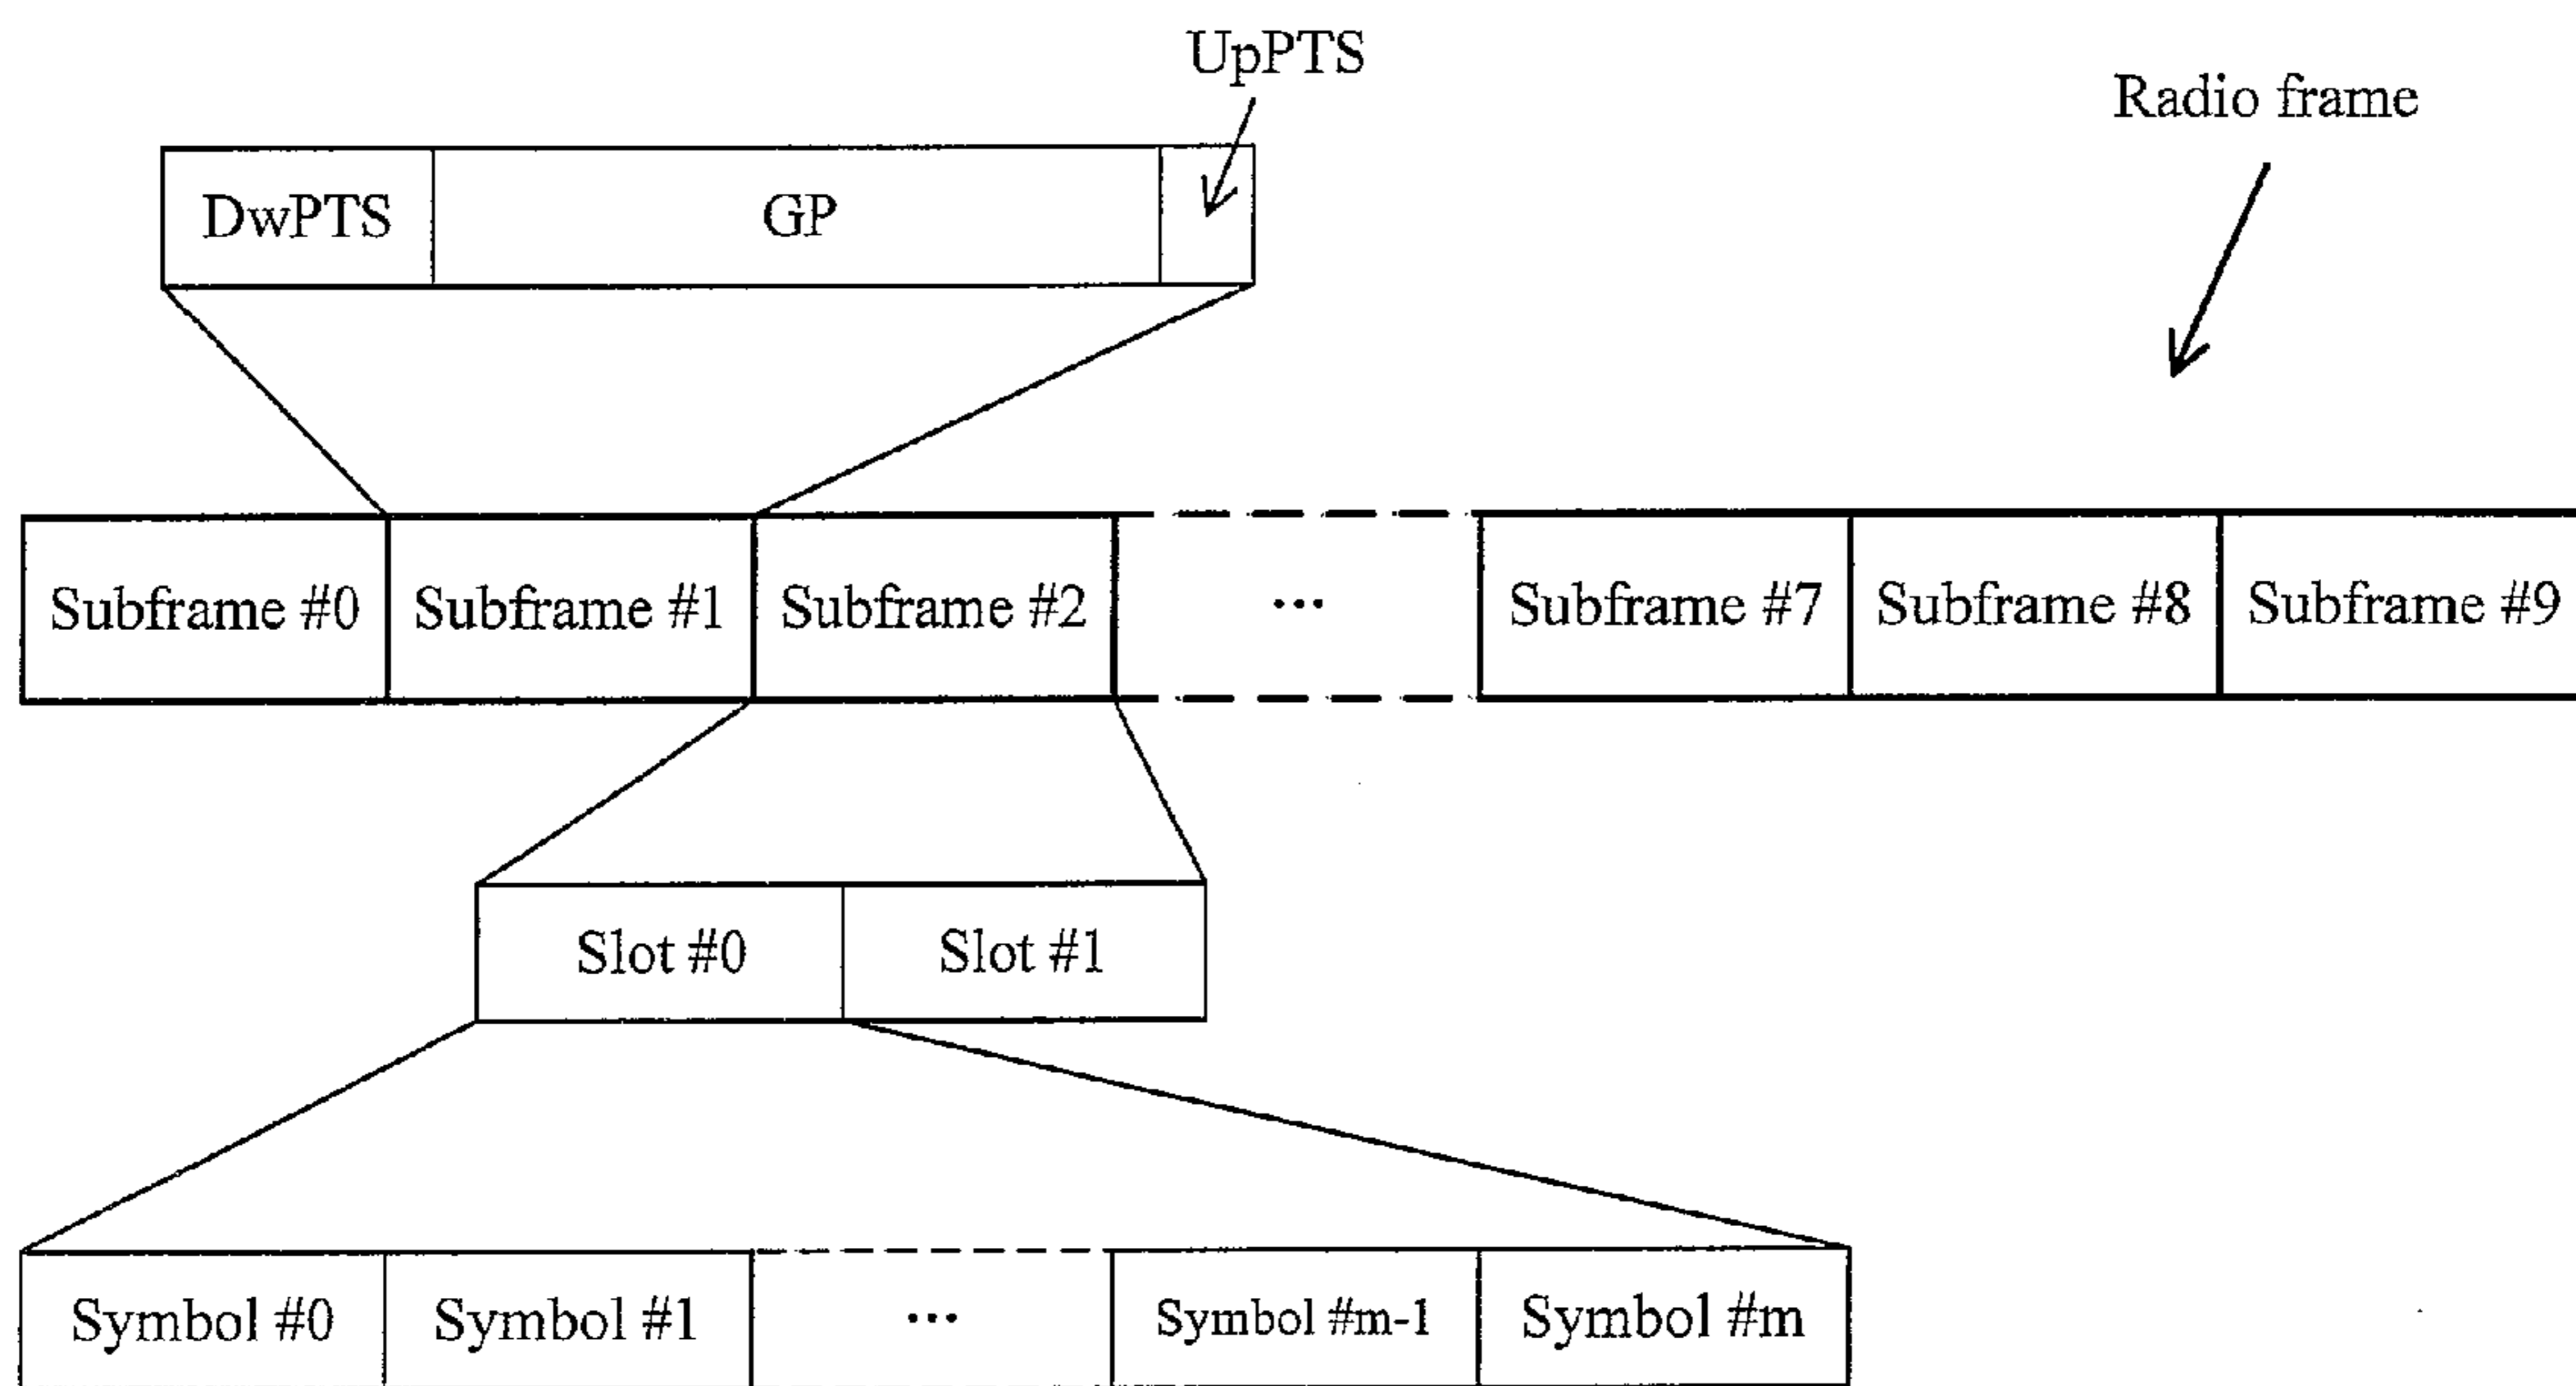 UpPTS
Radio frame
DwPTS GP
Subframe #0 Subframe #1 Subframe #2 ... Subframe #7 Subframe #8 Subframe #9
Slot #0 Slot #1
Symbol #0 Symbol #1 ... Symbol #m-1 Symbol #m